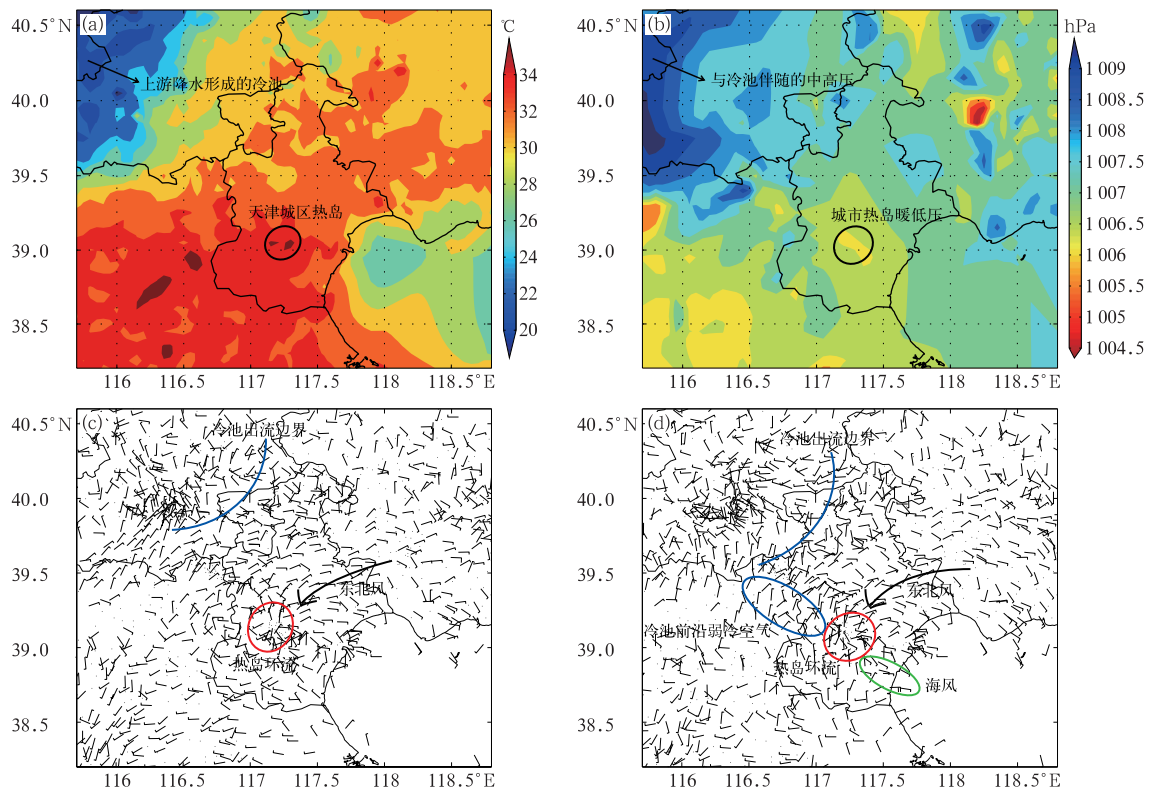 (a)
℃
40.5°N
40.0
39.5
39.0
38.5
116
116.5
117
117.5
118
118.5°E
上游降水形成的冷池
天津城区热岛
34
32
30
28
26
24
22
20
(b)
hPa
40.5°N
40.0
39.5
39.0
38.5
116
116.5
117
117.5
118
118.5°E
与冷池伴随的中高压
城市热岛暖低压
1 009
1 008.5
1 008
1 007.5
1 007
1 006.5
1 006
1 005.5
1 005
1 004.5
(c)
40.5°N
40.0
39.5
39.0
38.5
116
116.5
117
117.5
118
118.5°E
冷池出流边界
东北风
热岛环流
(d)
40.5°N
40.0
39.5
39.0
38.5
116
116.5
117
117.5
118
118.5°E
冷池出流边界
东北风
冷池前沿弱冷空气
热岛环流
海风